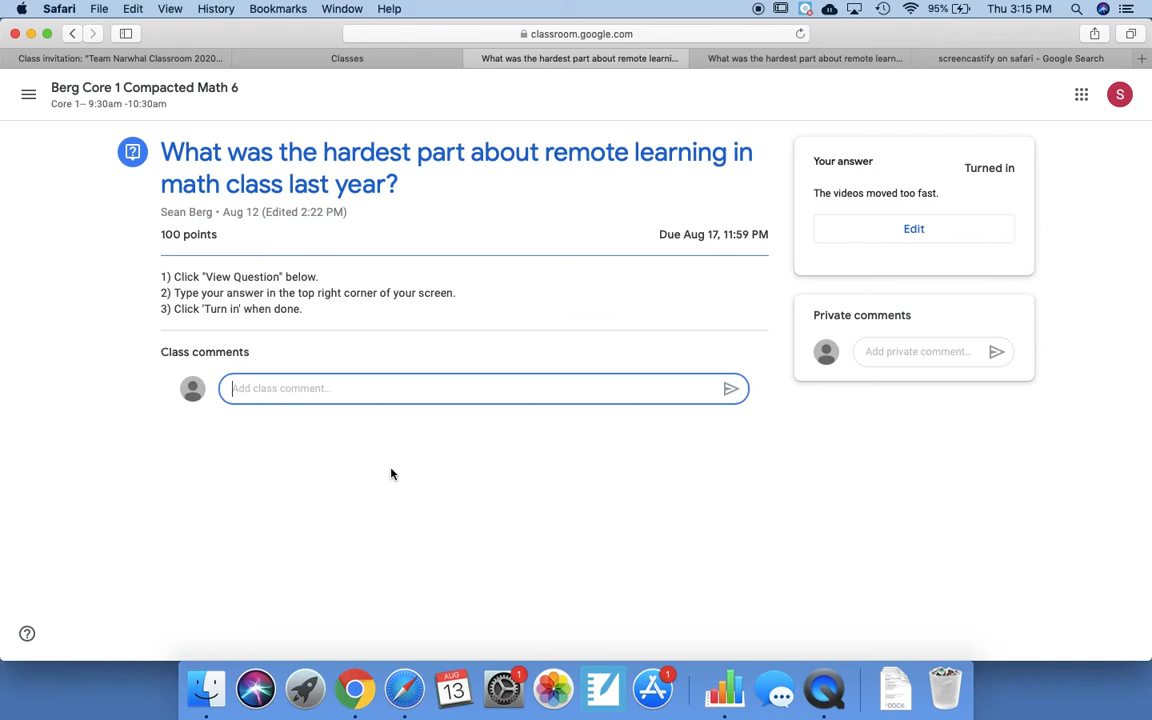 Safari File Edit View History Bookmarks Window Help 95% Thu 3:15 PM
classroom.google.com
Class invitation: "Team Narwhal Classroom 2020... Classes What was the hardest part about remote learni... What was the hardest part about remote learn... screencastify on safari - Google Search
Berg Core 1 Compacted Math 6
Core 1-- 9:30am -10:30am
S
What was the hardest part about remote learning in
math class last year?
Sean Berg • Aug 12 (Edited 2:22 PM)
100 points Due Aug 17, 11:59 PM
1) Click "View Question" below.
2) Type your answer in the top right corner of your screen.
3) Click 'Turn in' when done.
Class comments
Add class comment...
Your answer Turned in
The videos moved too fast.
Edit
Private comments
Add private comment...
AUG
13
1
1
DOCX